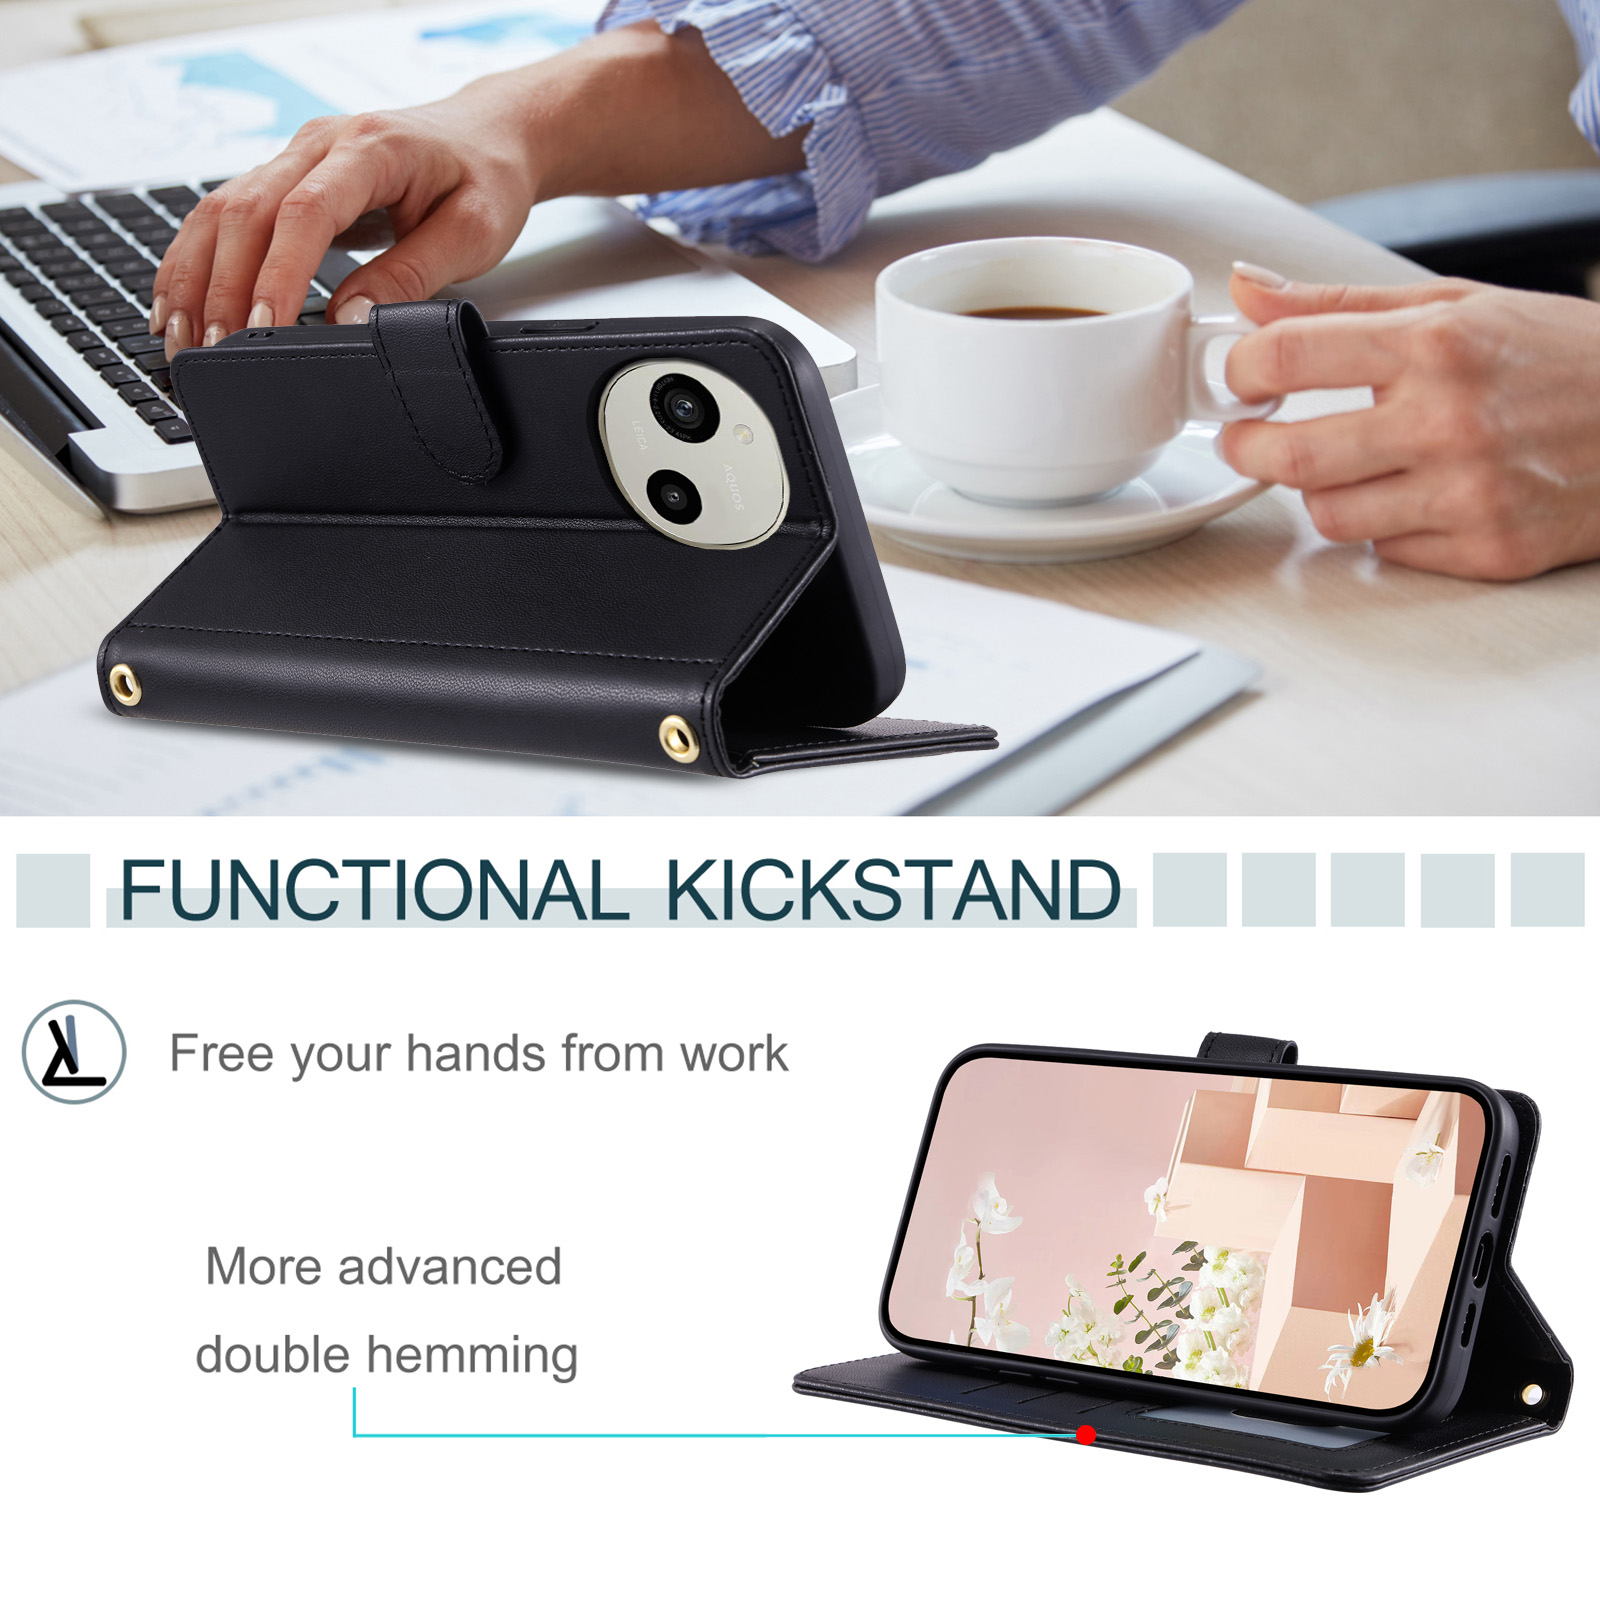 LEICA
AQUOS
FUNCTIONAL KICKSTAND
Free your hands from work
More advanced
double hemming